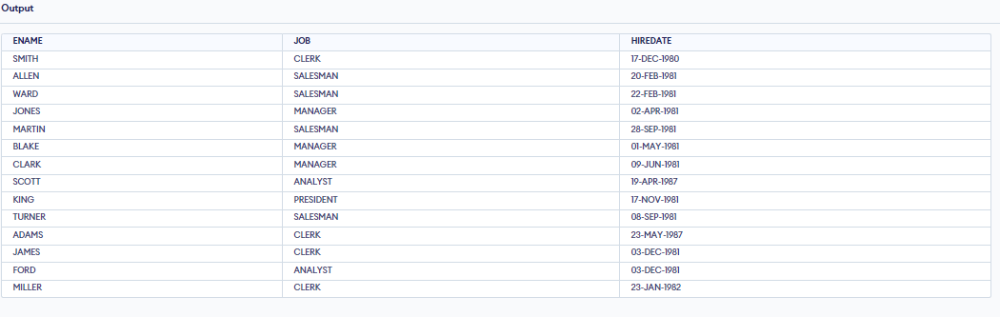 Output
ENAME JOB HIREDATE
SMITH CLERK 17-DEC-1980
ALLEN SALESMAN 20-FEB-1981
WARD SALESMAN 22-FEB-1981
JONES MANAGER 02-APR-1981
MARTIN SALESMAN 28-SEP-1981
BLAKE MANAGER 01-MAY-1981
CLARK MANAGER 09-JUN-1981
SCOTT ANALYST 19-APR-1987
KING PRESIDENT 17-NOV-1981
TURNER SALESMAN 08-SEP-1981
ADAMS CLERK 23-MAY-1987
JAMES CLERK 03-DEC-1981
FORD ANALYST 03-DEC-1981
MILLER CLERK 23-JAN-1982